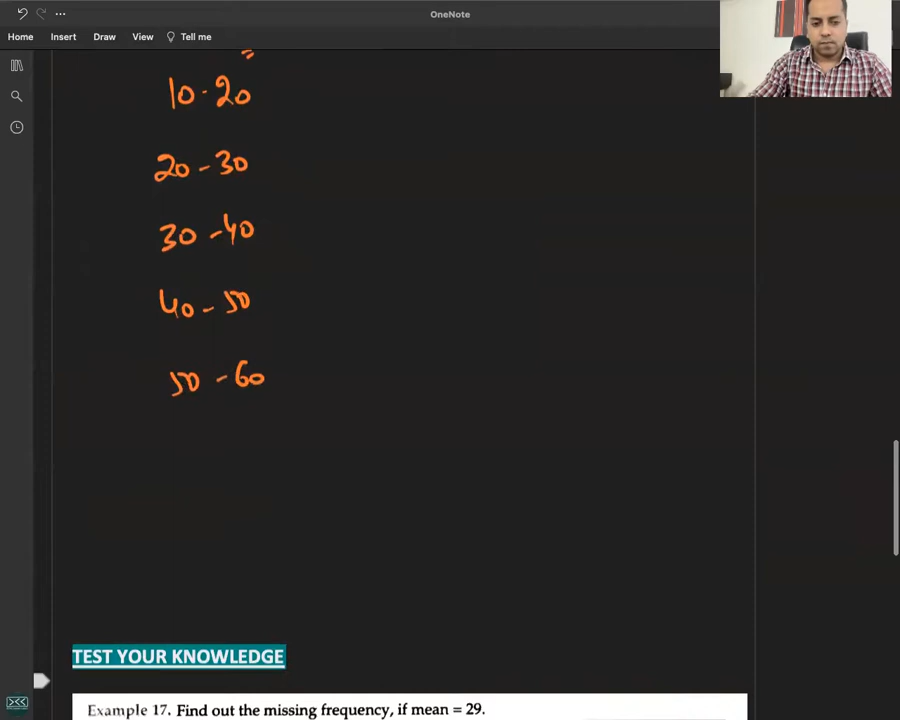 OneNote
Home Insert Draw View Tell me
10-20
20-30
30-40
40-50
50-60
TEST YOUR KNOWLEDGE
Example 17. Find out the missing frequency, if mean = 29.